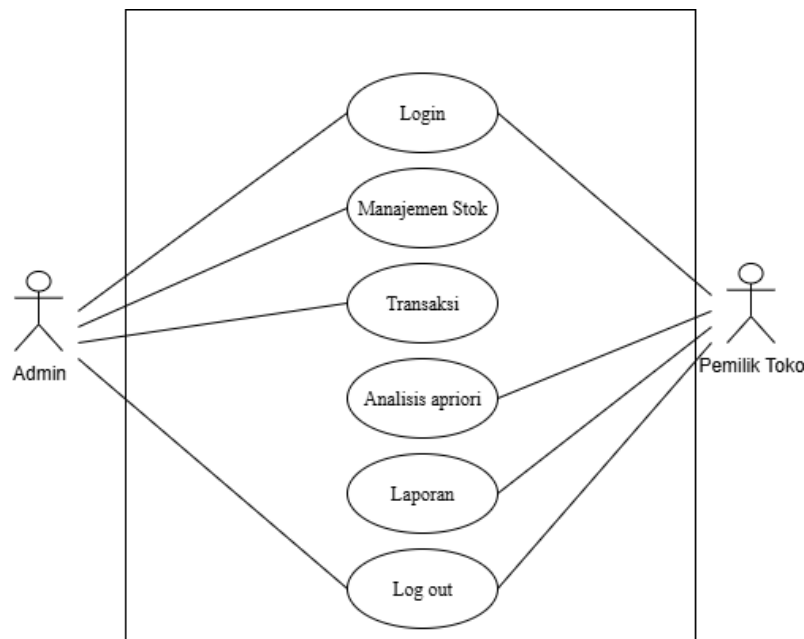 Login
Manajemen Stok
Transaksi
Admin
Pemilik Toko
Analisis apriori
Laporan
Log out